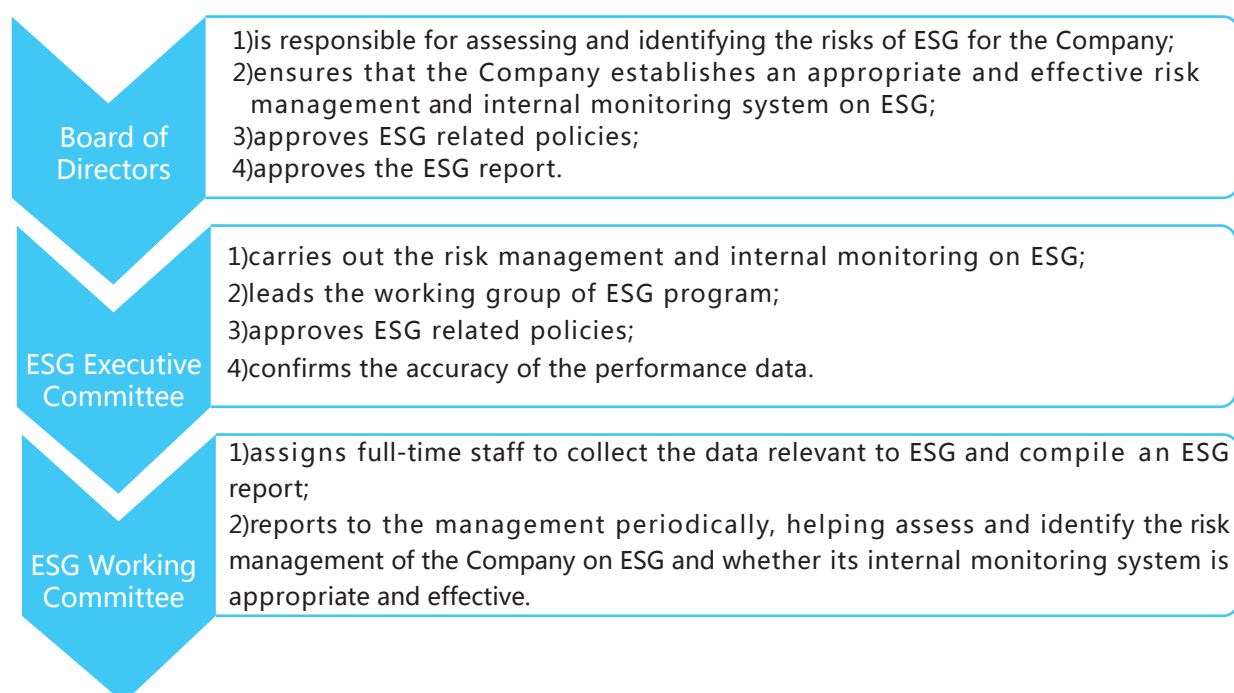 Board of
Directors
1)is responsible for assessing and identifying the risks of ESG for the Company;
2)ensures that the Company establishes an appropriate and effective risk
management and internal monitoring system on ESG;
3)approves ESG related policies;
4)approves the ESG report.
ESG Executive
Committee
1)carries out the risk management and internal monitoring on ESG;
2)leads the working group of ESG program;
3)approves ESG related policies;
4)confirms the accuracy of the performance data.
ESG Working
Committee
1)assigns full-time staff to collect the data relevant to ESG and compile an ESG
report;
2)reports to the management periodically, helping assess and identify the risk
management of the Company on ESG and whether its internal monitoring system is
appropriate and effective.